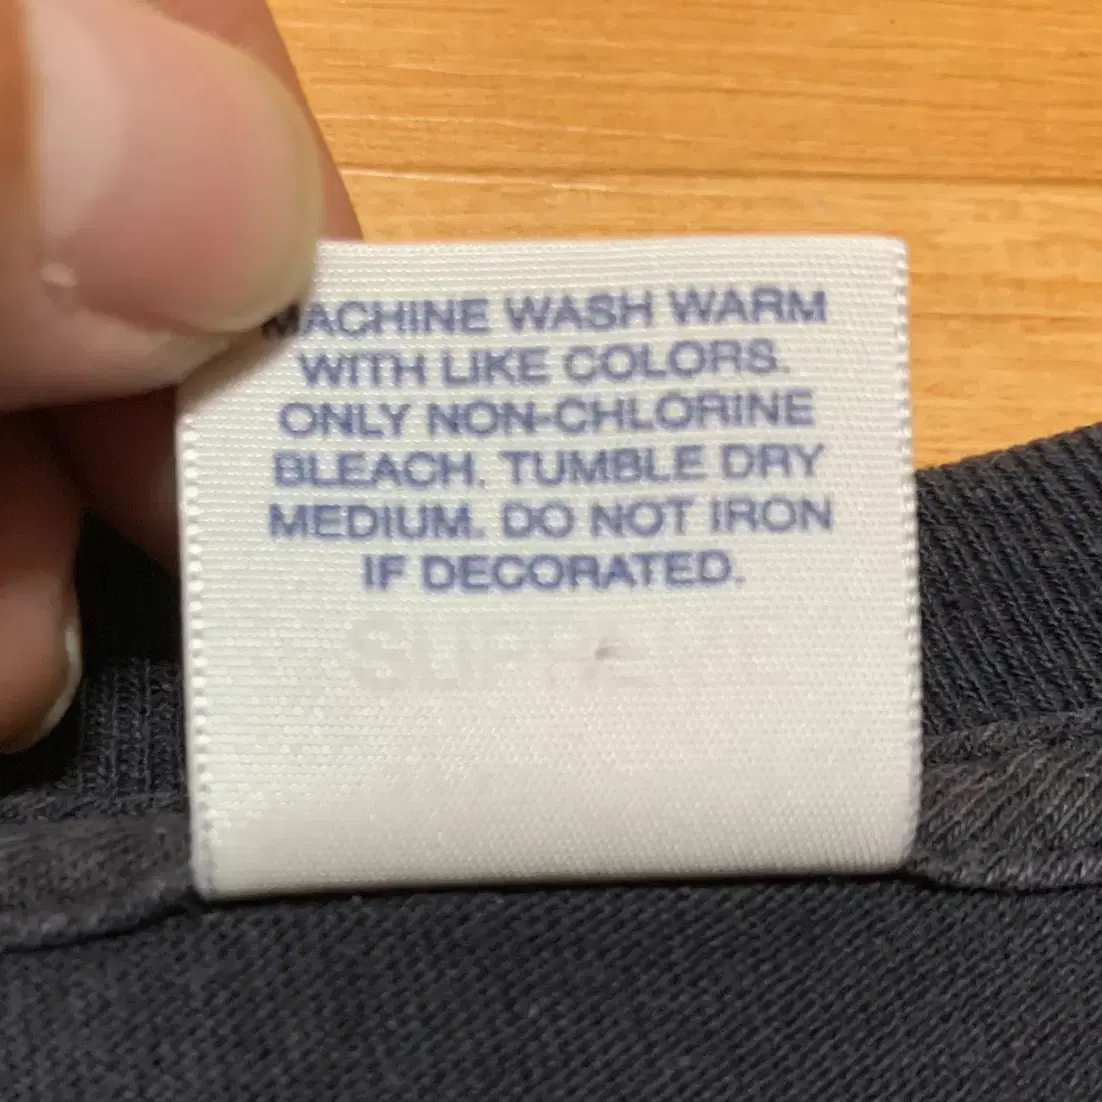 MACHINE WASH WARM
WITH LIKE COLORS.
ONLY NON-CHLORINE
BLEACH. TUMBLE DRY
MEDIUM. DO NOT IRON
IF DECORATED.